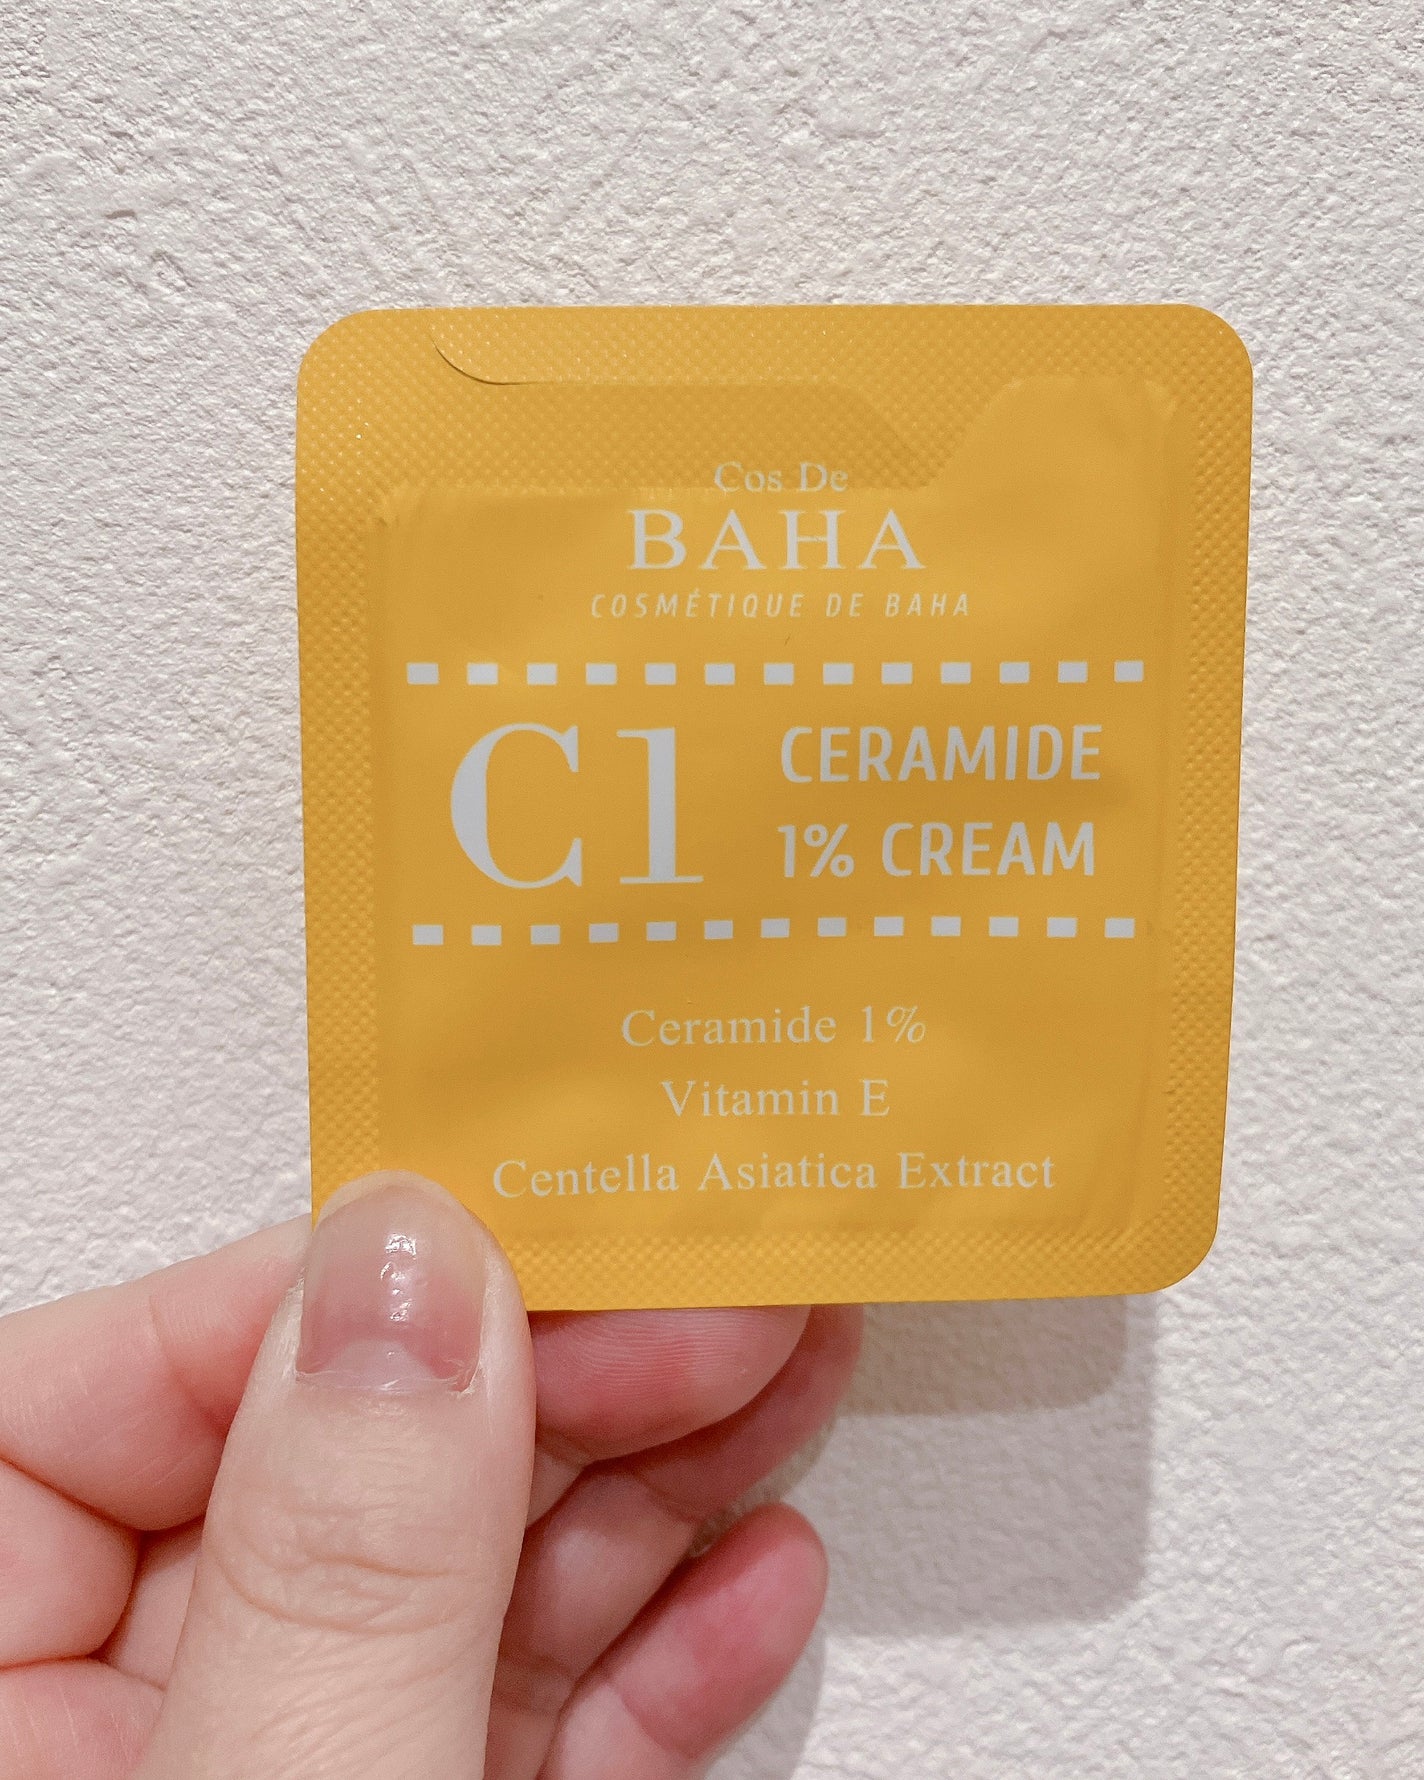 Cos De
BAHA
COSMÉTIQUE DE BAHA
C1
CERAMIDE
1% CREAM
Ceramide 1%
Vitamin E
Centella Asiatica Extract